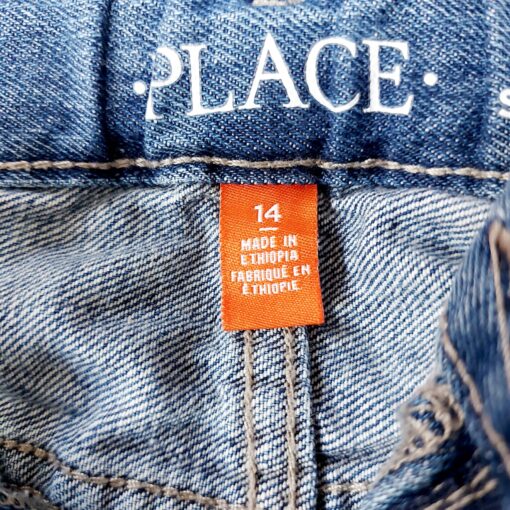 ·PLACE·
14
MADE IN
ETHIOPIA
FABRIQUÉ EN
ÉTHIOPIE